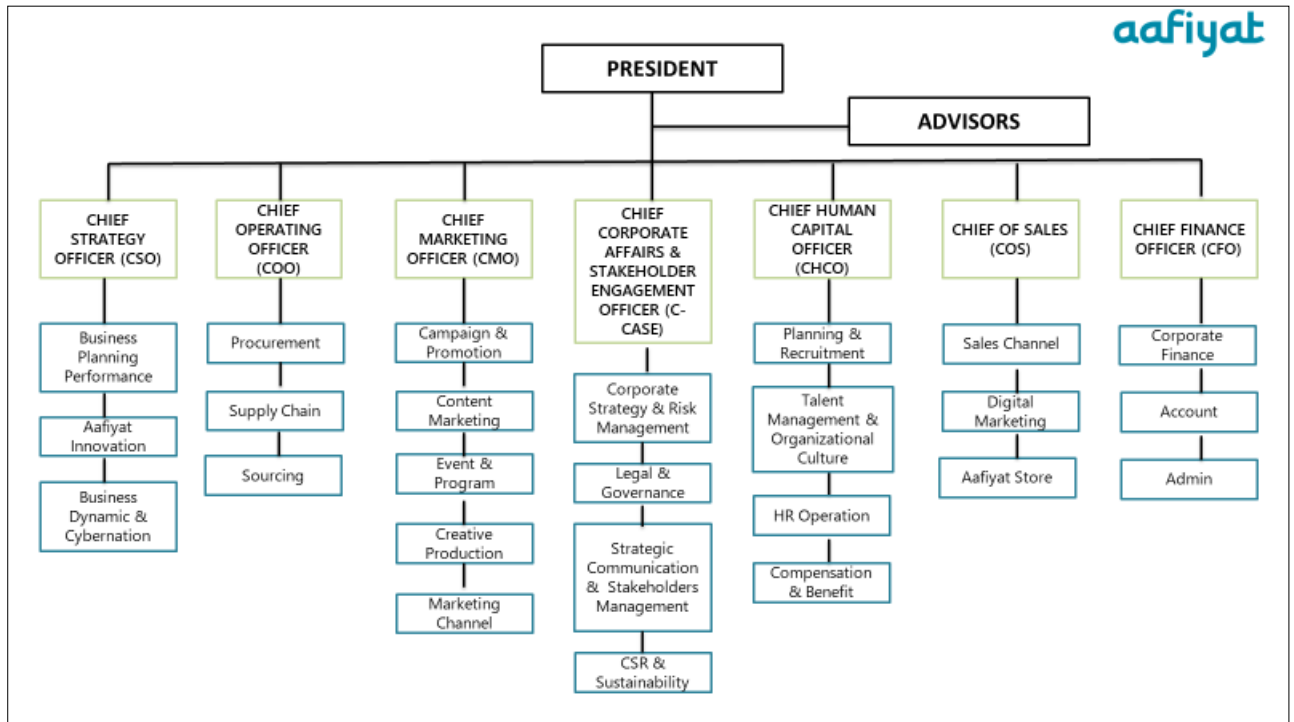 aafiyat
PRESIDENT
ADVISORS
CHIEF
STRATEGY
OFFICER (CSO)
Business
Planning
Performance
Aafiyat
Innovation
Business
Dynamic &
Cybernation
CHIEF
OPERATING
OFFICER
(COO)
Procurement
Supply Chain
Sourcing
CHIEF
MARKETING
OFFICER (CMO)
Campaign &
Promotion
Content
Marketing
Event &
Program
Creative
Production
Marketing
Channel
CHIEF
CORPORATE
AFFAIRS &
STAKEHOLDER
ENGAGEMENT
OFFICER (C-
CASE)
Corporate
Strategy & Risk
Management
Legal &
Governance
Strategic
Communication
& Stakeholders
Management
CSR &
Sustainability
CHIEF HUMAN
CAPITAL
OFFICER
(CHCO)
Planning &
Recruitment
Talent
Management &
Organizational
Culture
HR Operation
Compensation
& Benefit
CHIEF OF SALES
(COS)
Sales Channel
Digital
Marketing
Aafiyat Store
CHIEF FINANCE
OFFICER (CFO)
Corporate
Finance
Account
Admin